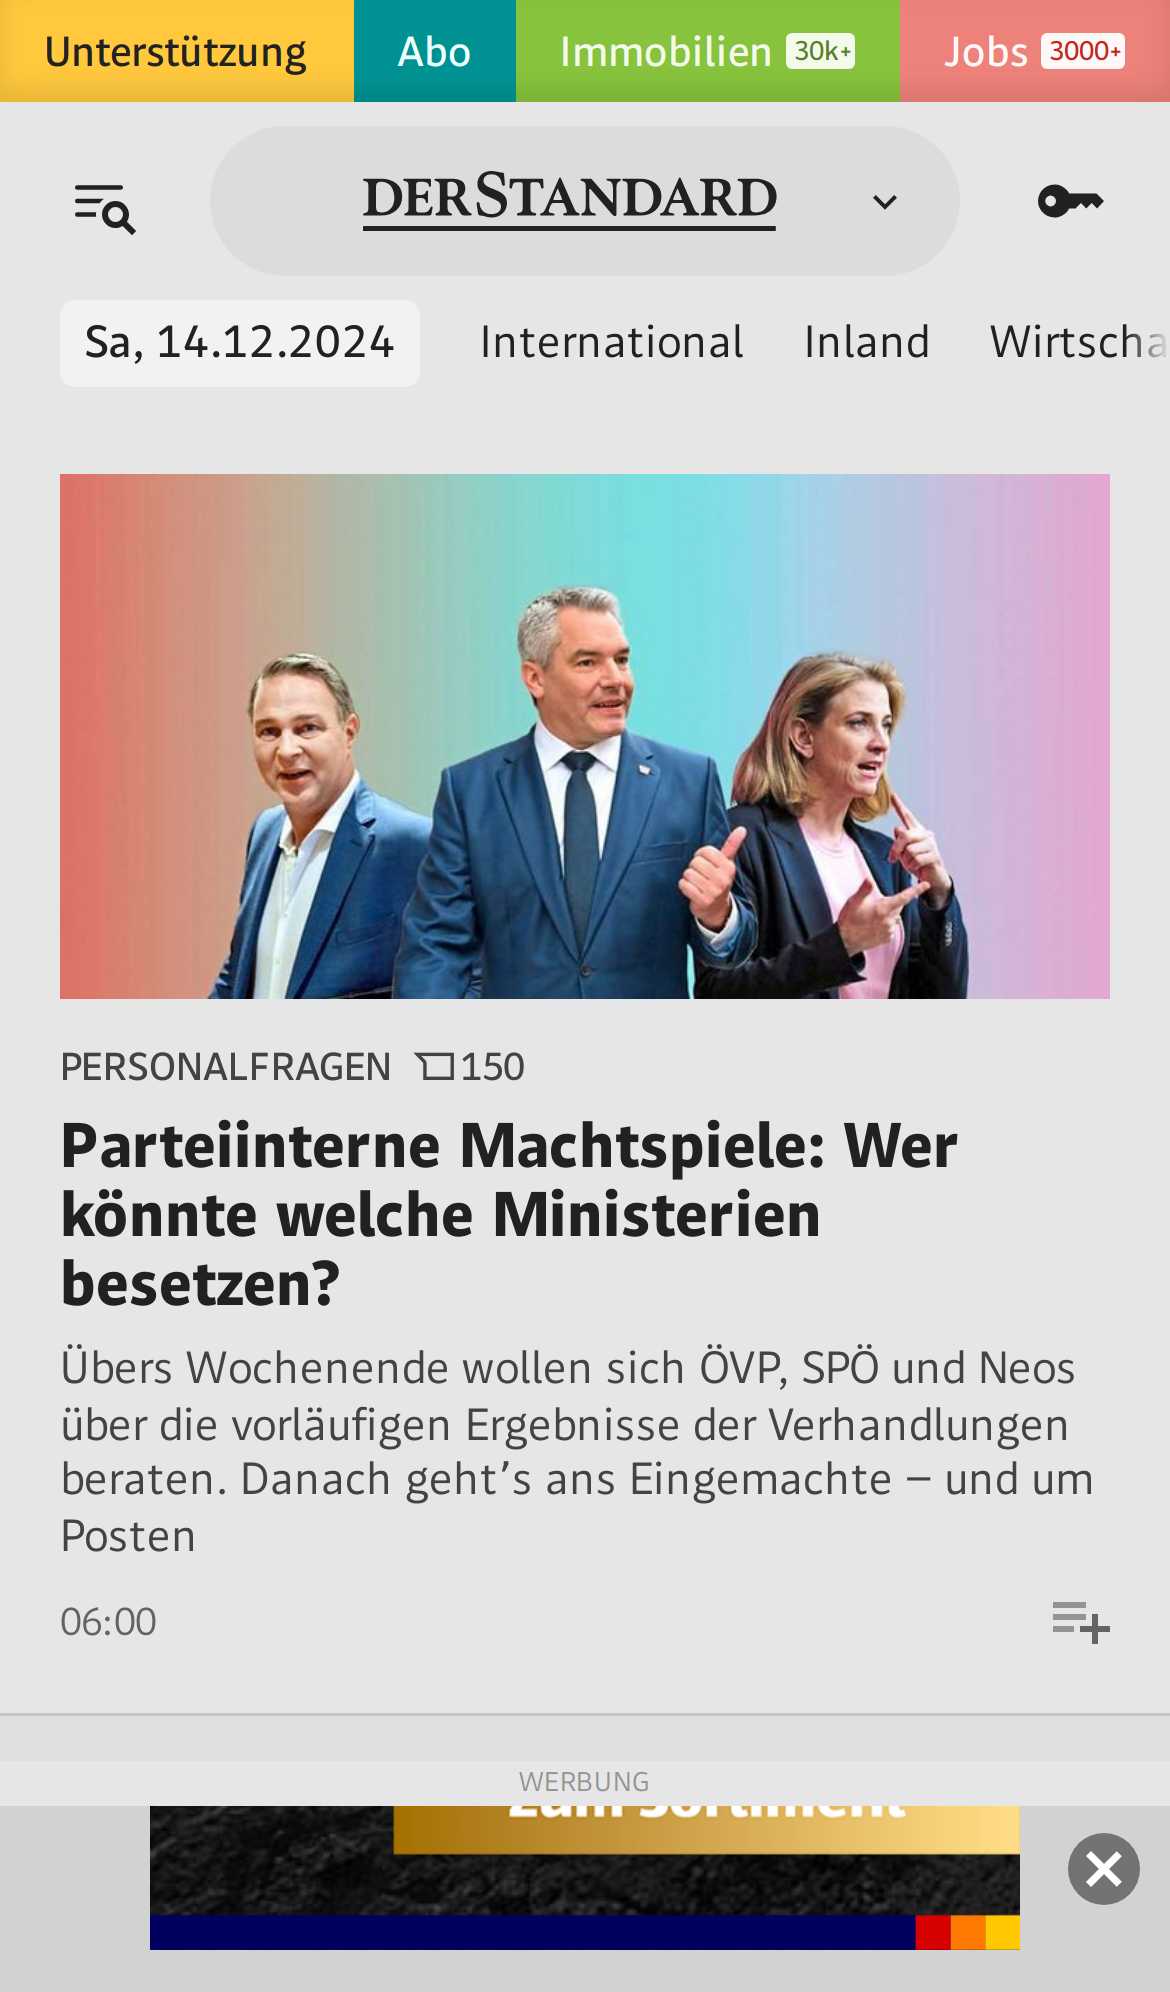 Unterstützung Abo Immobilien 30k+ Jobs 3000+
DERSTANDARD
Sa, 14.12.2024 International Inland Wirtscha
PERSONALFRAGEN 150
Parteiinterne Machtspiele: Wer
könnte welche Ministerien
besetzen?
Übers Wochenende wollen sich ÖVP, SPÖ und Neos
über die vorläufigen Ergebnisse der Verhandlungen
beraten. Danach geht’s ans Eingemachte – und um
Posten
06:00
WERBUNG
zum Sortiment